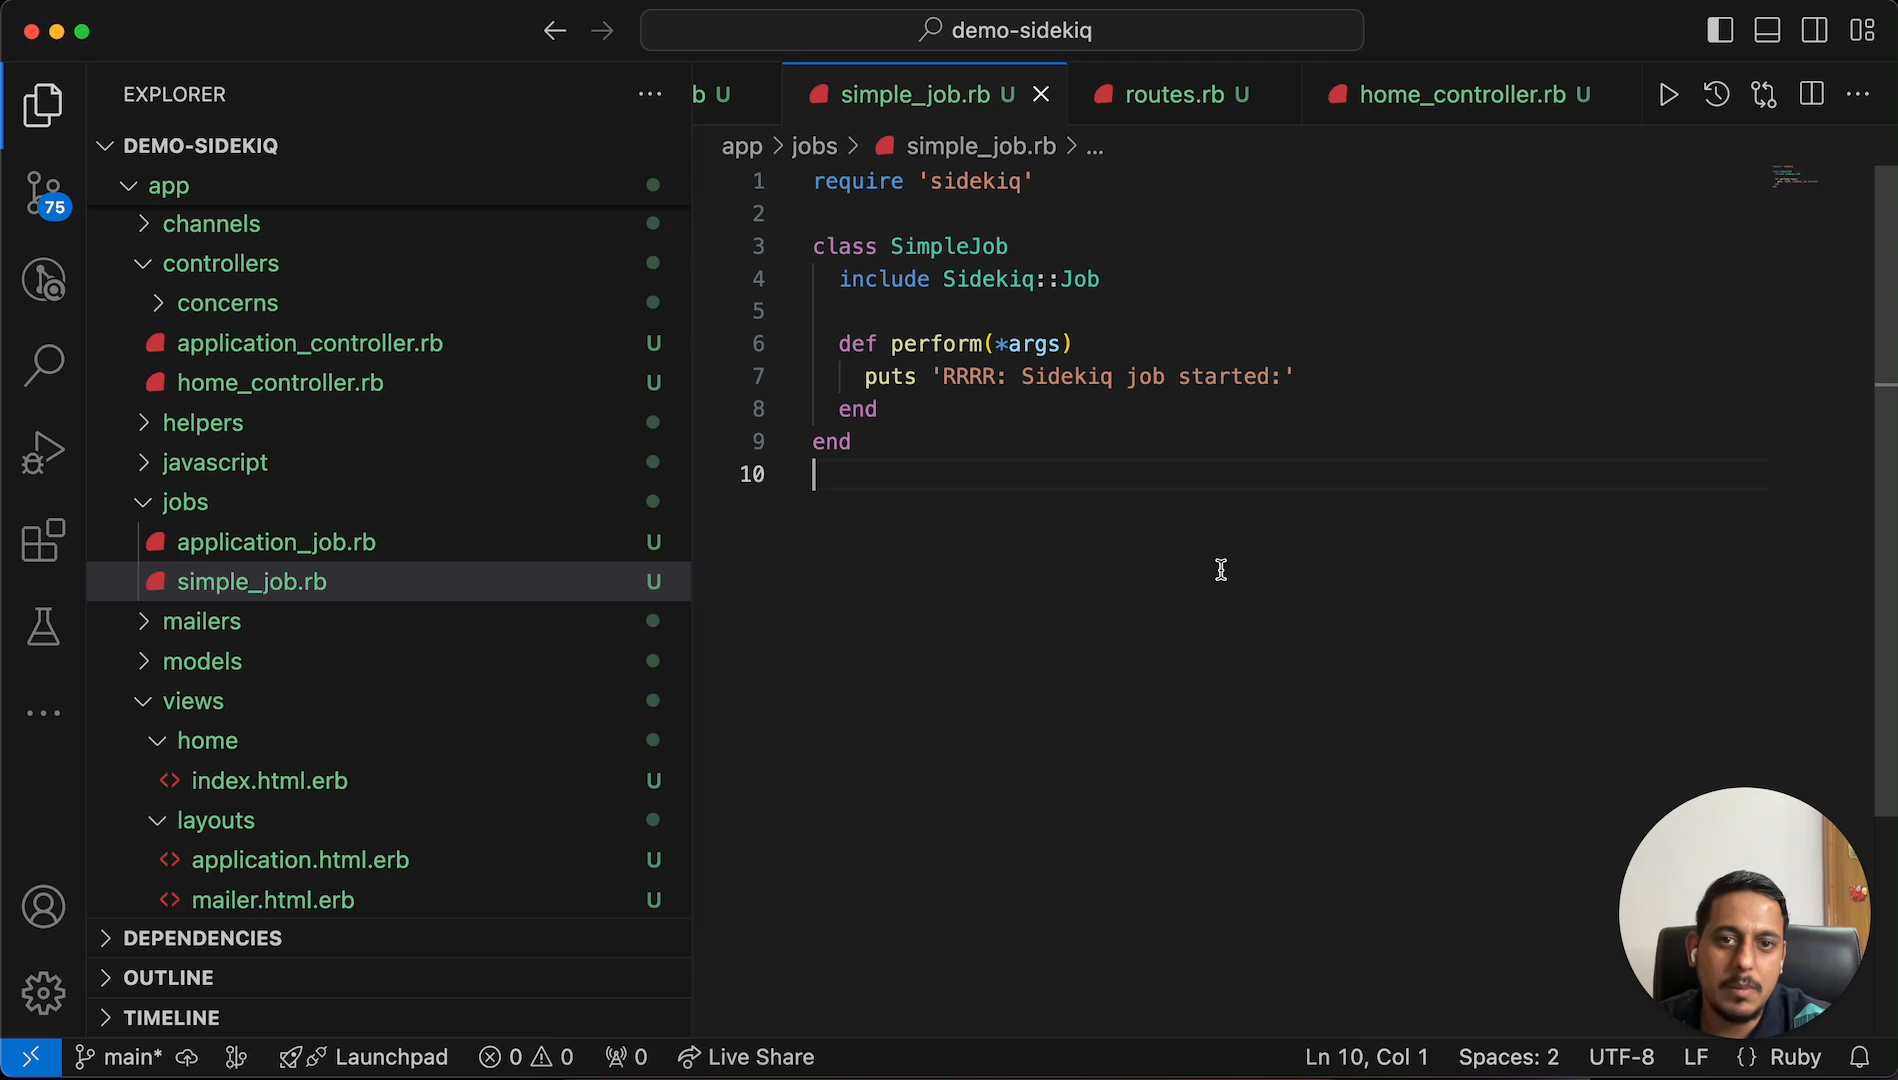 demo-sidekiq
EXPLORER
b U
simple_job.rb U
routes.rb U
home_controller.rb U
DEMO-SIDEKIQ
app > jobs > simple_job.rb > ...
app
channels
controllers
concerns
application_controller.rb U
home_controller.rb U
helpers
javascript
jobs
application_job.rb U
simple_job.rb U
mailers
models
views
home
index.html.erb U
layouts
application.html.erb U
mailer.html.erb U
DEPENDENCIES
OUTLINE
TIMELINE
75
1 require 'sidekiq'
2
3 class SimpleJob
4 include Sidekiq::Job
5
6 def perform(*args)
7 puts 'RRRR: Sidekiq job started:'
8 end
9 end
10
main* Launchpad 0 0 0 Live Share
Ln 10, Col 1 Spaces: 2 UTF-8 LF {} Ruby